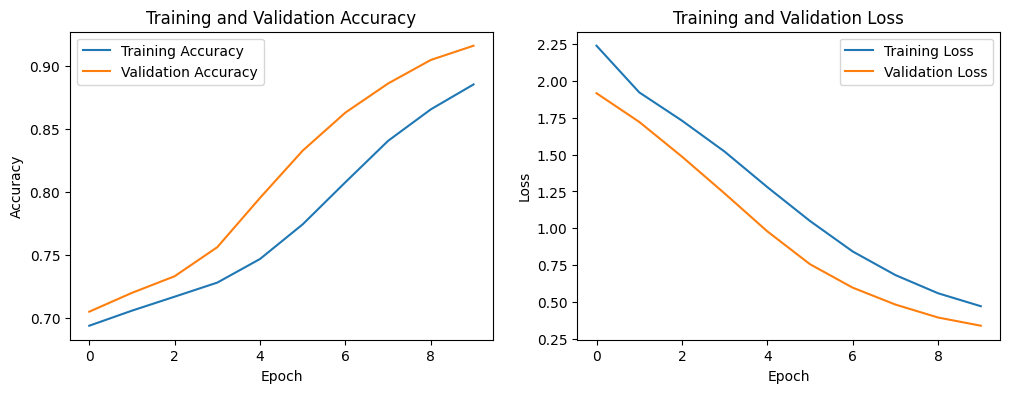 Training and Validation Accuracy
Training Accuracy
Validation Accuracy
0.90
0.85
0.80
0.75
0.70
Accuracy
0 2 4 6 8
Epoch
Training and Validation Loss
Training Loss
Validation Loss
2.25
2.00
1.75
1.50
1.25
1.00
0.75
0.50
0.25
Loss
0 2 4 6 8
Epoch